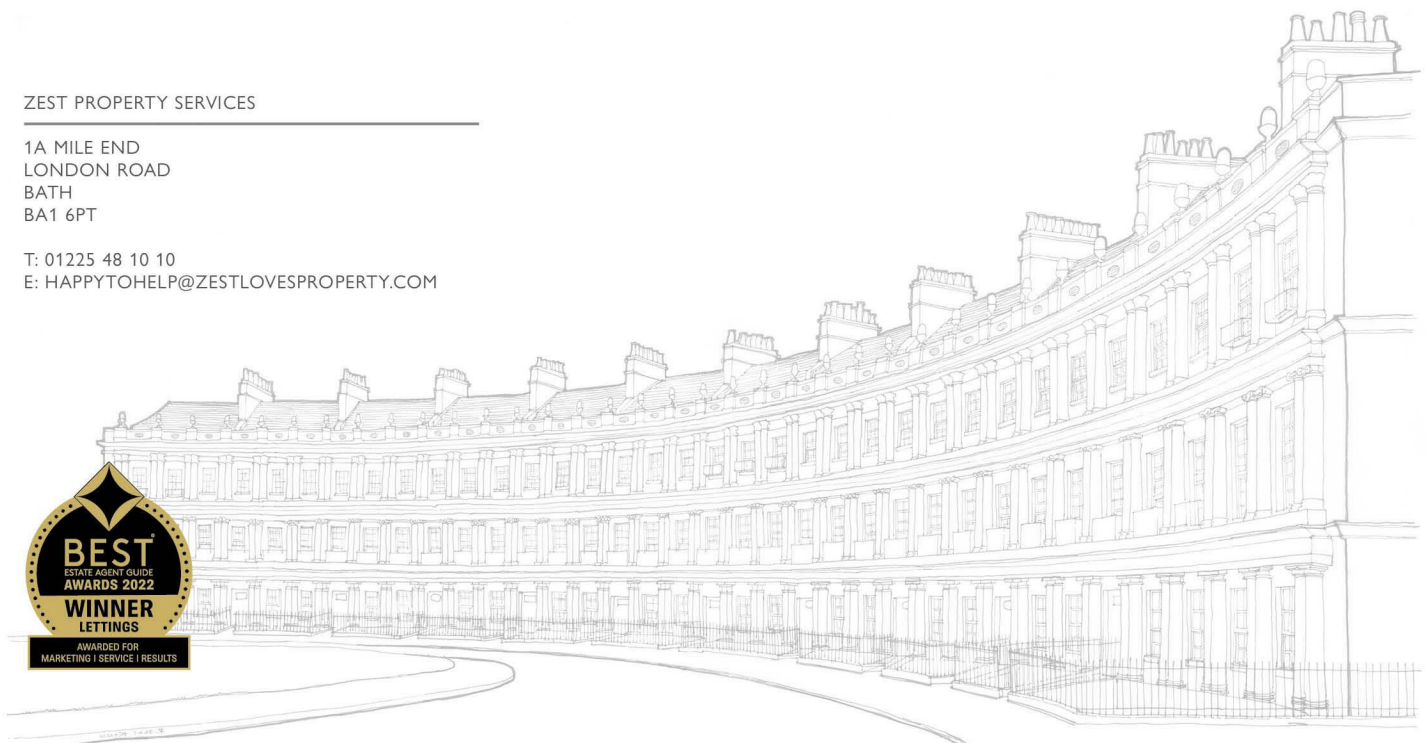 ZEST PROPERTY SERVICES
1A MILE END
LONDON ROAD
BATH
BA1 6PT
T: 01225 48 10 10
E: HAPPYTOHELP@ZESTLOVESPROPERTY.COM
BEST
ESTATE AGENT GUIDE
AWARDS 2022
WINNER
LETTINGS
AWARDED FOR
MARKETING | SERVICE | RESULTS